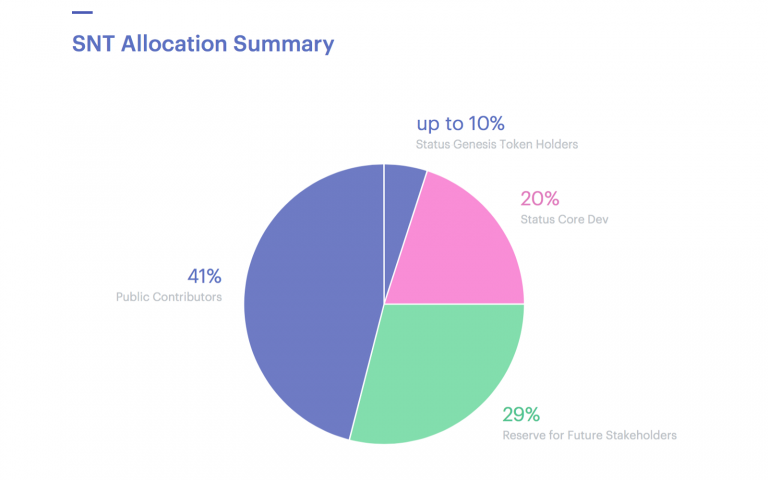 SNT Allocation Summary
up to 10%
Status Genesis Token Holders
20%
Status Core Dev
41%
Public Contributors
29%
Reserve for Future Stakeholders